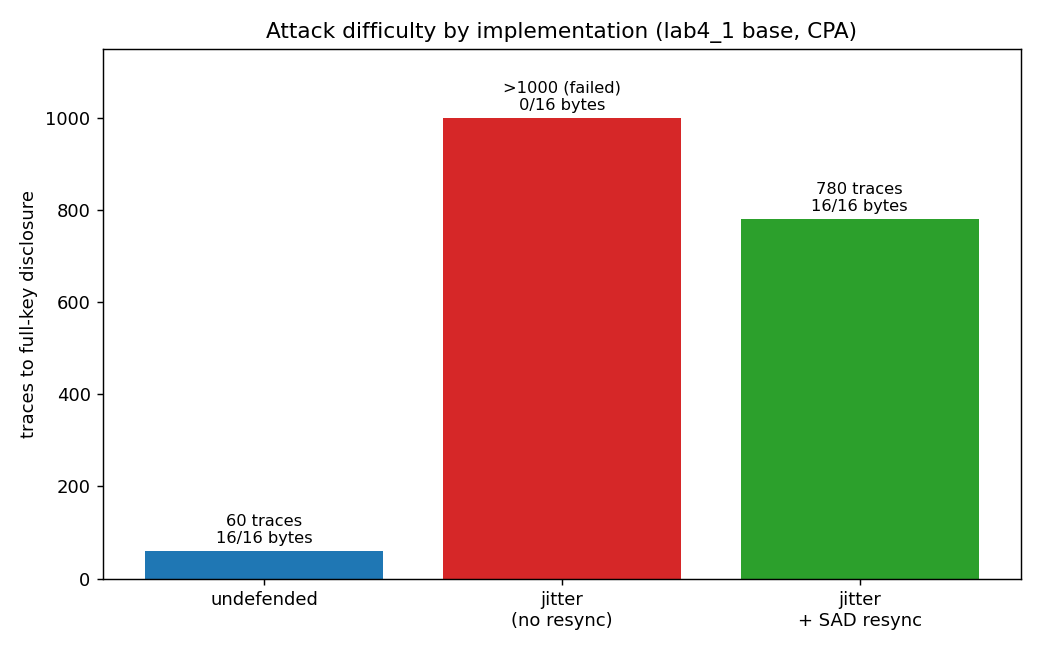 Attack difficulty by implementation (lab4_1 base, CPA)
traces to full-key disclosure
1000
800
600
400
200
0
>1000 (failed)
0/16 bytes
780 traces
16/16 bytes
60 traces
16/16 bytes
undefended
jitter
(no resync)
jitter
+ SAD resync